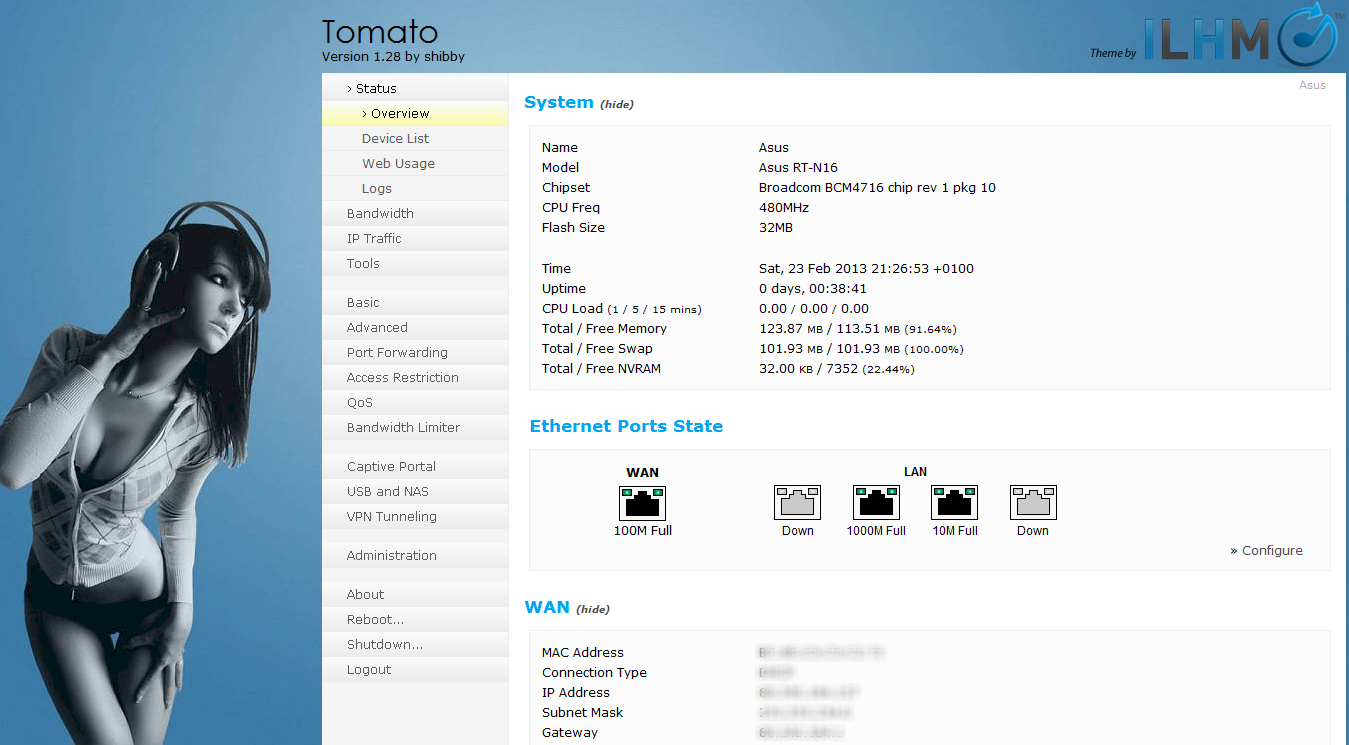 Tomato
Version 1.28 by shibby
Theme by ILHM
TM
Asus
> Status
> Overview
Device List
Web Usage
Logs
Bandwidth
IP Traffic
Tools
Basic
Advanced
Port Forwarding
Access Restriction
QoS
Bandwidth Limiter
Captive Portal
USB and NAS
VPN Tunneling
Administration
About
Reboot...
Shutdown...
Logout
System (hide)
Name Asus
Model Asus RT-N16
Chipset Broadcom BCM4716 chip rev 1 pkg 10
CPU Freq 480MHz
Flash Size 32MB
Time Sat, 23 Feb 2013 21:26:53 +0100
Uptime 0 days, 00:38:41
CPU Load (1 / 5 / 15 mins) 0.00 / 0.00 / 0.00
Total / Free Memory 123.87 MB / 113.51 MB (91.64%)
Total / Free Swap 101.93 MB / 101.93 MB (100.00%)
Total / Free NVRAM 32.00 KB / 7352 (22.44%)
Ethernet Ports State
WAN LAN
100M Full Down 1000M Full 10M Full Down
» Configure
WAN (hide)
MAC Address
Connection Type
IP Address
Subnet Mask
Gateway